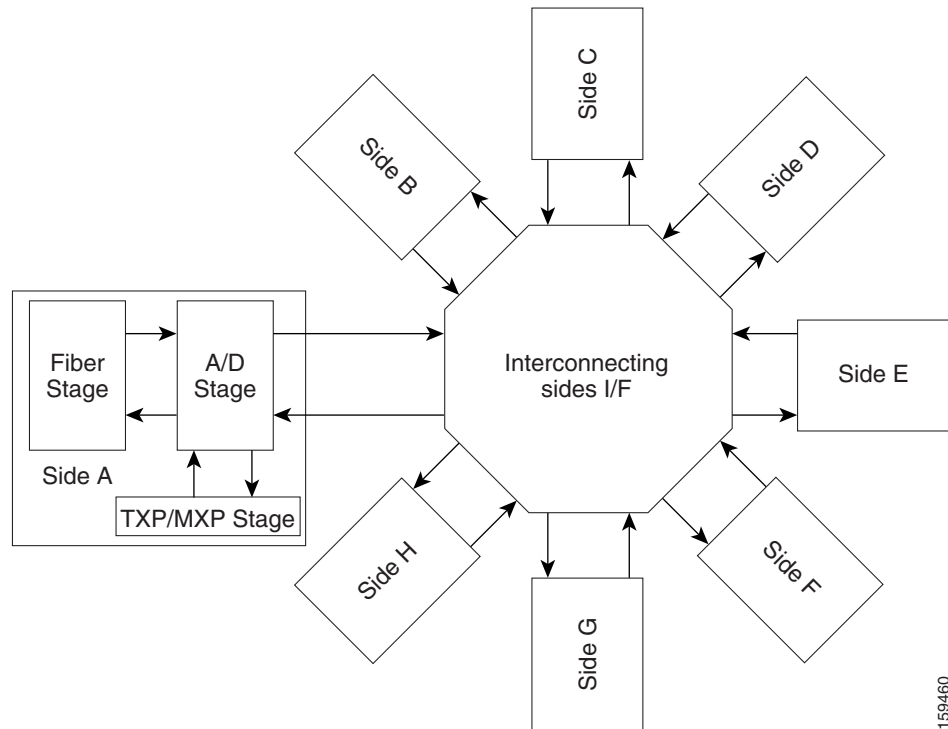 Side C
Side B
Side D
Fiber
Stage
A/D
Stage
Side A
TXP/MXP Stage
Interconnecting
sides I/F
Side E
Side H
Side F
Side G
159460